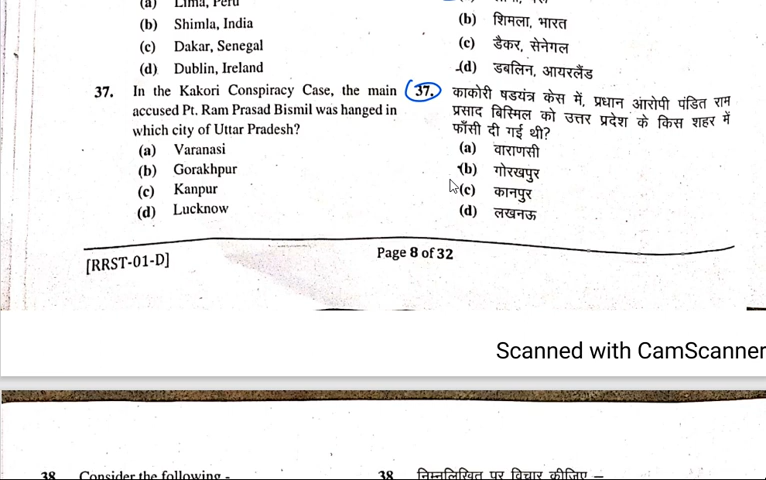 (a) Lima, Peru
(b) Shimla, India
(c) Dakar, Senegal
(d) Dublin, Ireland
37. In the Kakori Conspiracy Case, the main
accused Pt. Ram Prasad Bismil was hanged in
which city of Uttar Pradesh?
(a) Varanasi
(b) Gorakhpur
(c) Kanpur
(d) Lucknow
(b) शिमला, भारत
(c) डैकर, सेनेगल
(d) डबलिन, आयरलैंड
37. काकोरी षडयंत्र केस में, प्रधान आरोपी पंडित राम
प्रसाद बिस्मिल को उत्तर प्रदेश के किस शहर में
फाँसी दी गई थी?
(a) वाराणसी
(b) गोरखपुर
(c) कानपुर
(d) लखनऊ
[RRST-01-D]
Page 8 of 32
Scanned with CamScanner
38 Consider the following -
38 निम्नलिखित पर विचार कीजिए –